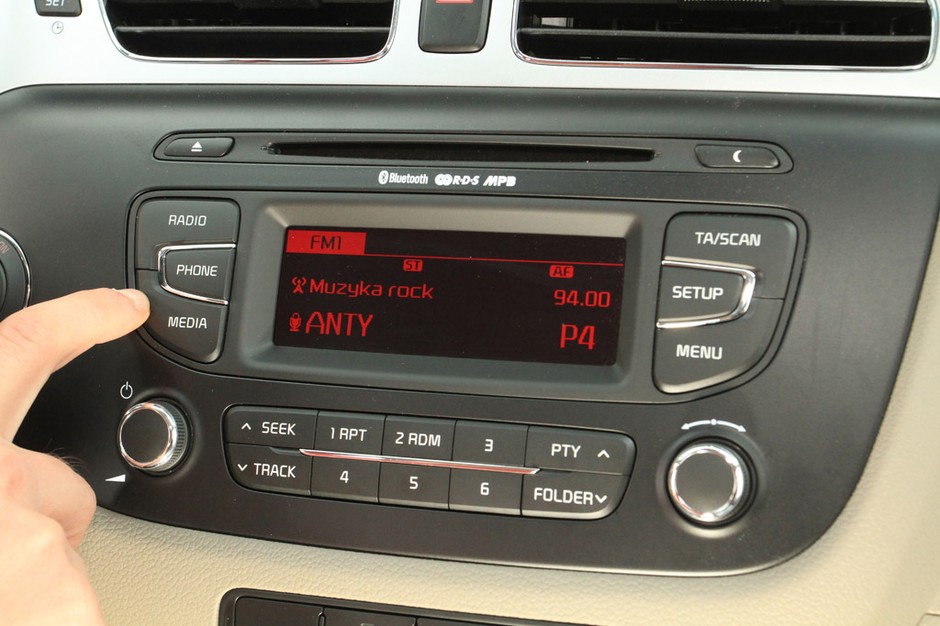 SET
Bluetooth R·D·S MP3
RADIO
PHONE
MEDIA
FM1
ST
AF
Muzyka rock
94.00
ANTY
P4
TA/SCAN
SETUP
MENU
SEEK
TRACK
1 RPT
2 RDM
3
4
5
6
PTY
FOLDER